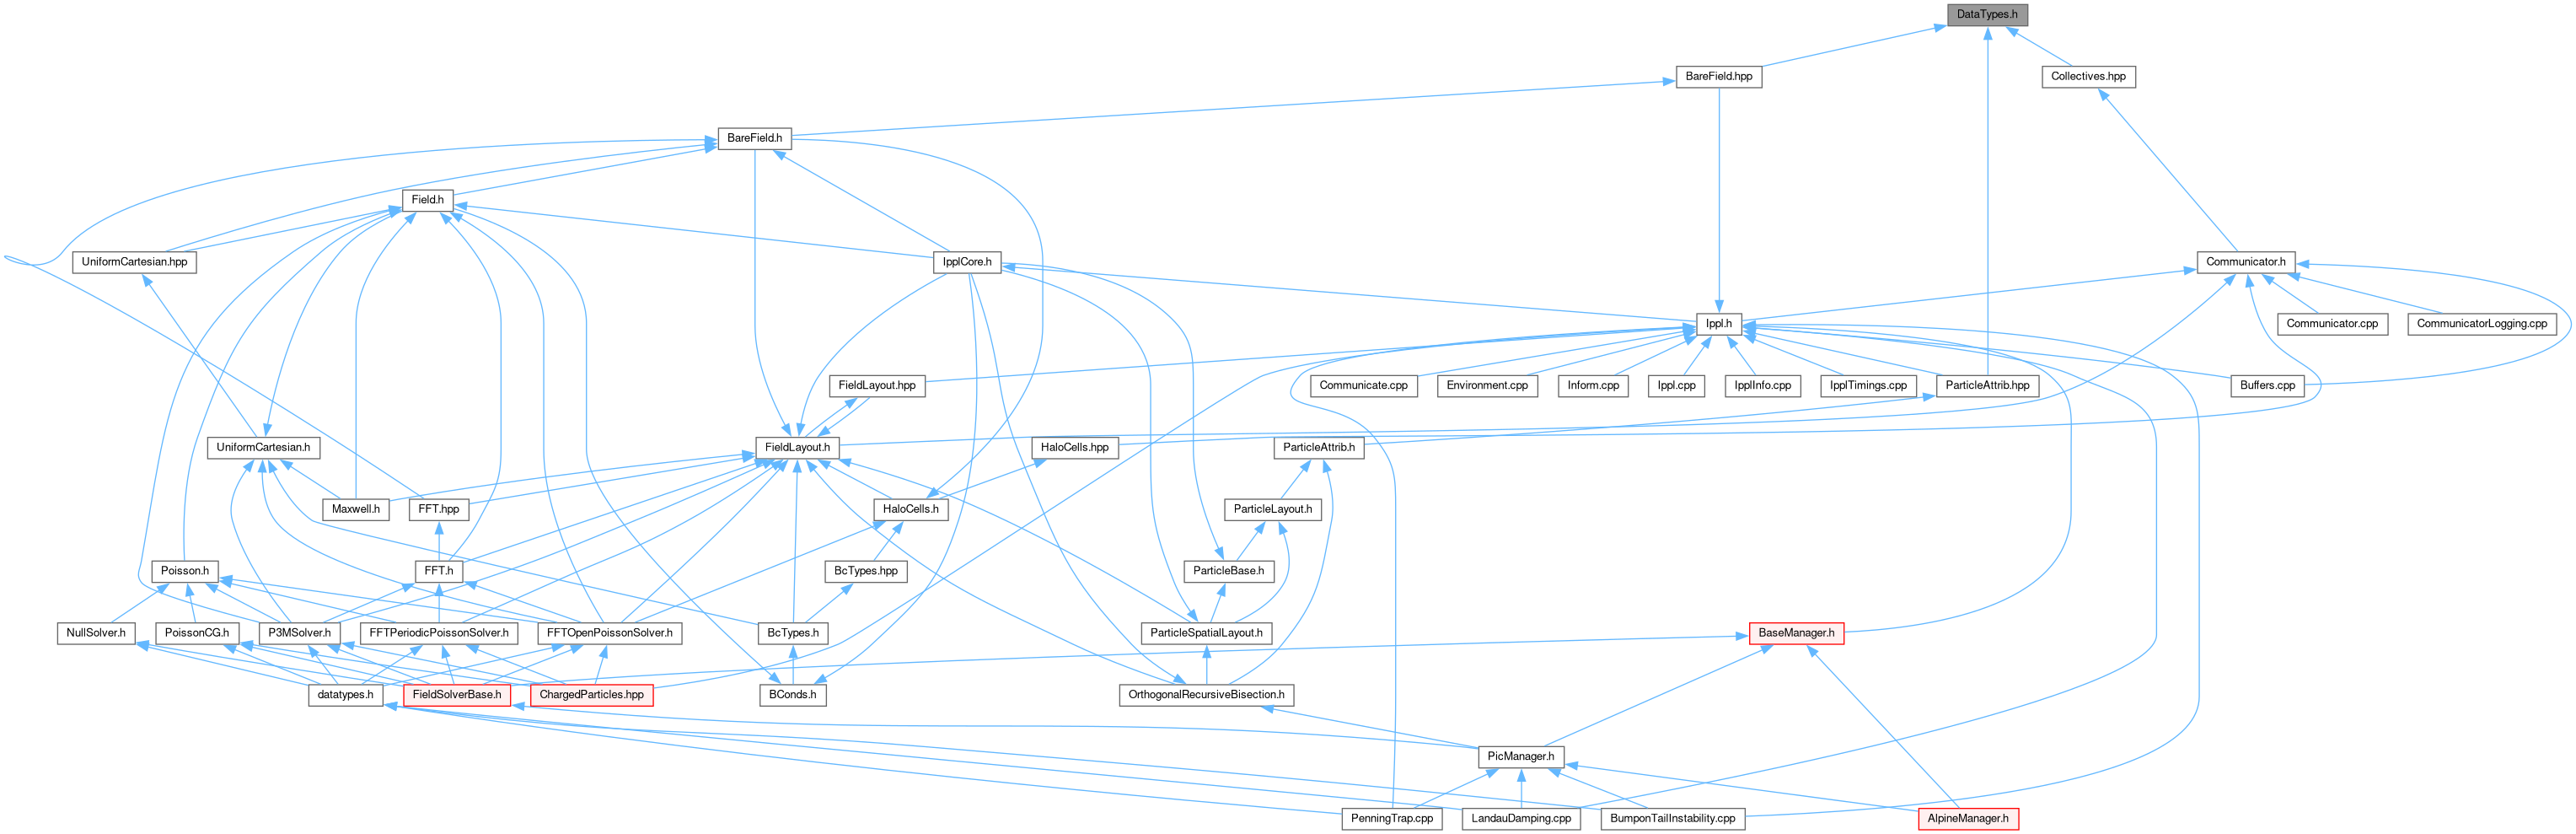 DataTypes.h
BareField.hpp
Collectives.hpp
BareField.h
Field.h
UniformCartesian.hpp
IpplCore.h
Communicator.h
Ippl.h
Communicator.cpp
CommunicatorLogging.cpp
FieldLayout.hpp
Communicate.cpp
Environment.cpp
Inform.cpp
Ippl.cpp
IpplInfo.cpp
IpplTimings.cpp
ParticleAttrib.hpp
Buffers.cpp
UniformCartesian.h
FieldLayout.h
HaloCells.hpp
ParticleAttrib.h
Maxwell.h
FFT.hpp
HaloCells.h
ParticleLayout.h
Poisson.h
FFT.h
BcTypes.hpp
ParticleBase.h
NullSolver.h
PoissonCG.h
P3MSolver.h
FFTPeriodicPoissonSolver.h
FFTOpenPoissonSolver.h
BcTypes.h
ParticleSpatialLayout.h
BaseManager.h
datatypes.h
FieldSolverBase.h
ChargedParticles.hpp
BConds.h
OrthogonalRecursiveBisection.h
PicManager.h
PenningTrap.cpp
LandauDamping.cpp
BumponTailInstability.cpp
AlpineManager.h